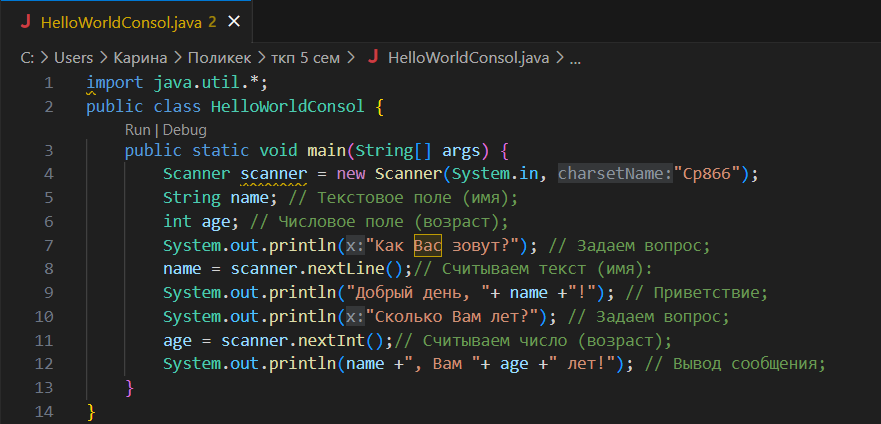 J HelloWorldConsol.java 2 ×
C: > Users > Карина > Поликек > ткп 5 сем > J HelloWorldConsol.java > ...
1 import java.util.*;
2 public class HelloWorldConsol {
Run | Debug
3 public static void main(String[] args) {
4 Scanner scanner = new Scanner(System.in, charsetName:"Cp866");
5 String name; // Текстовое поле (имя);
6 int age; // Числовое поле (возраст);
7 System.out.println(x:"Как Вас зовут?"); // Задаем вопрос;
8 name = scanner.nextLine();// Считываем текст (имя):
9 System.out.println("Добрый день, "+ name +"!"); // Приветствие;
10 System.out.println(x:"Сколько Вам лет?"); // Задаем вопрос;
11 age = scanner.nextInt();// Считываем число (возраст);
12 System.out.println(name +", Вам "+ age +" лет!"); // Вывод сообщения;
13 }
14 }